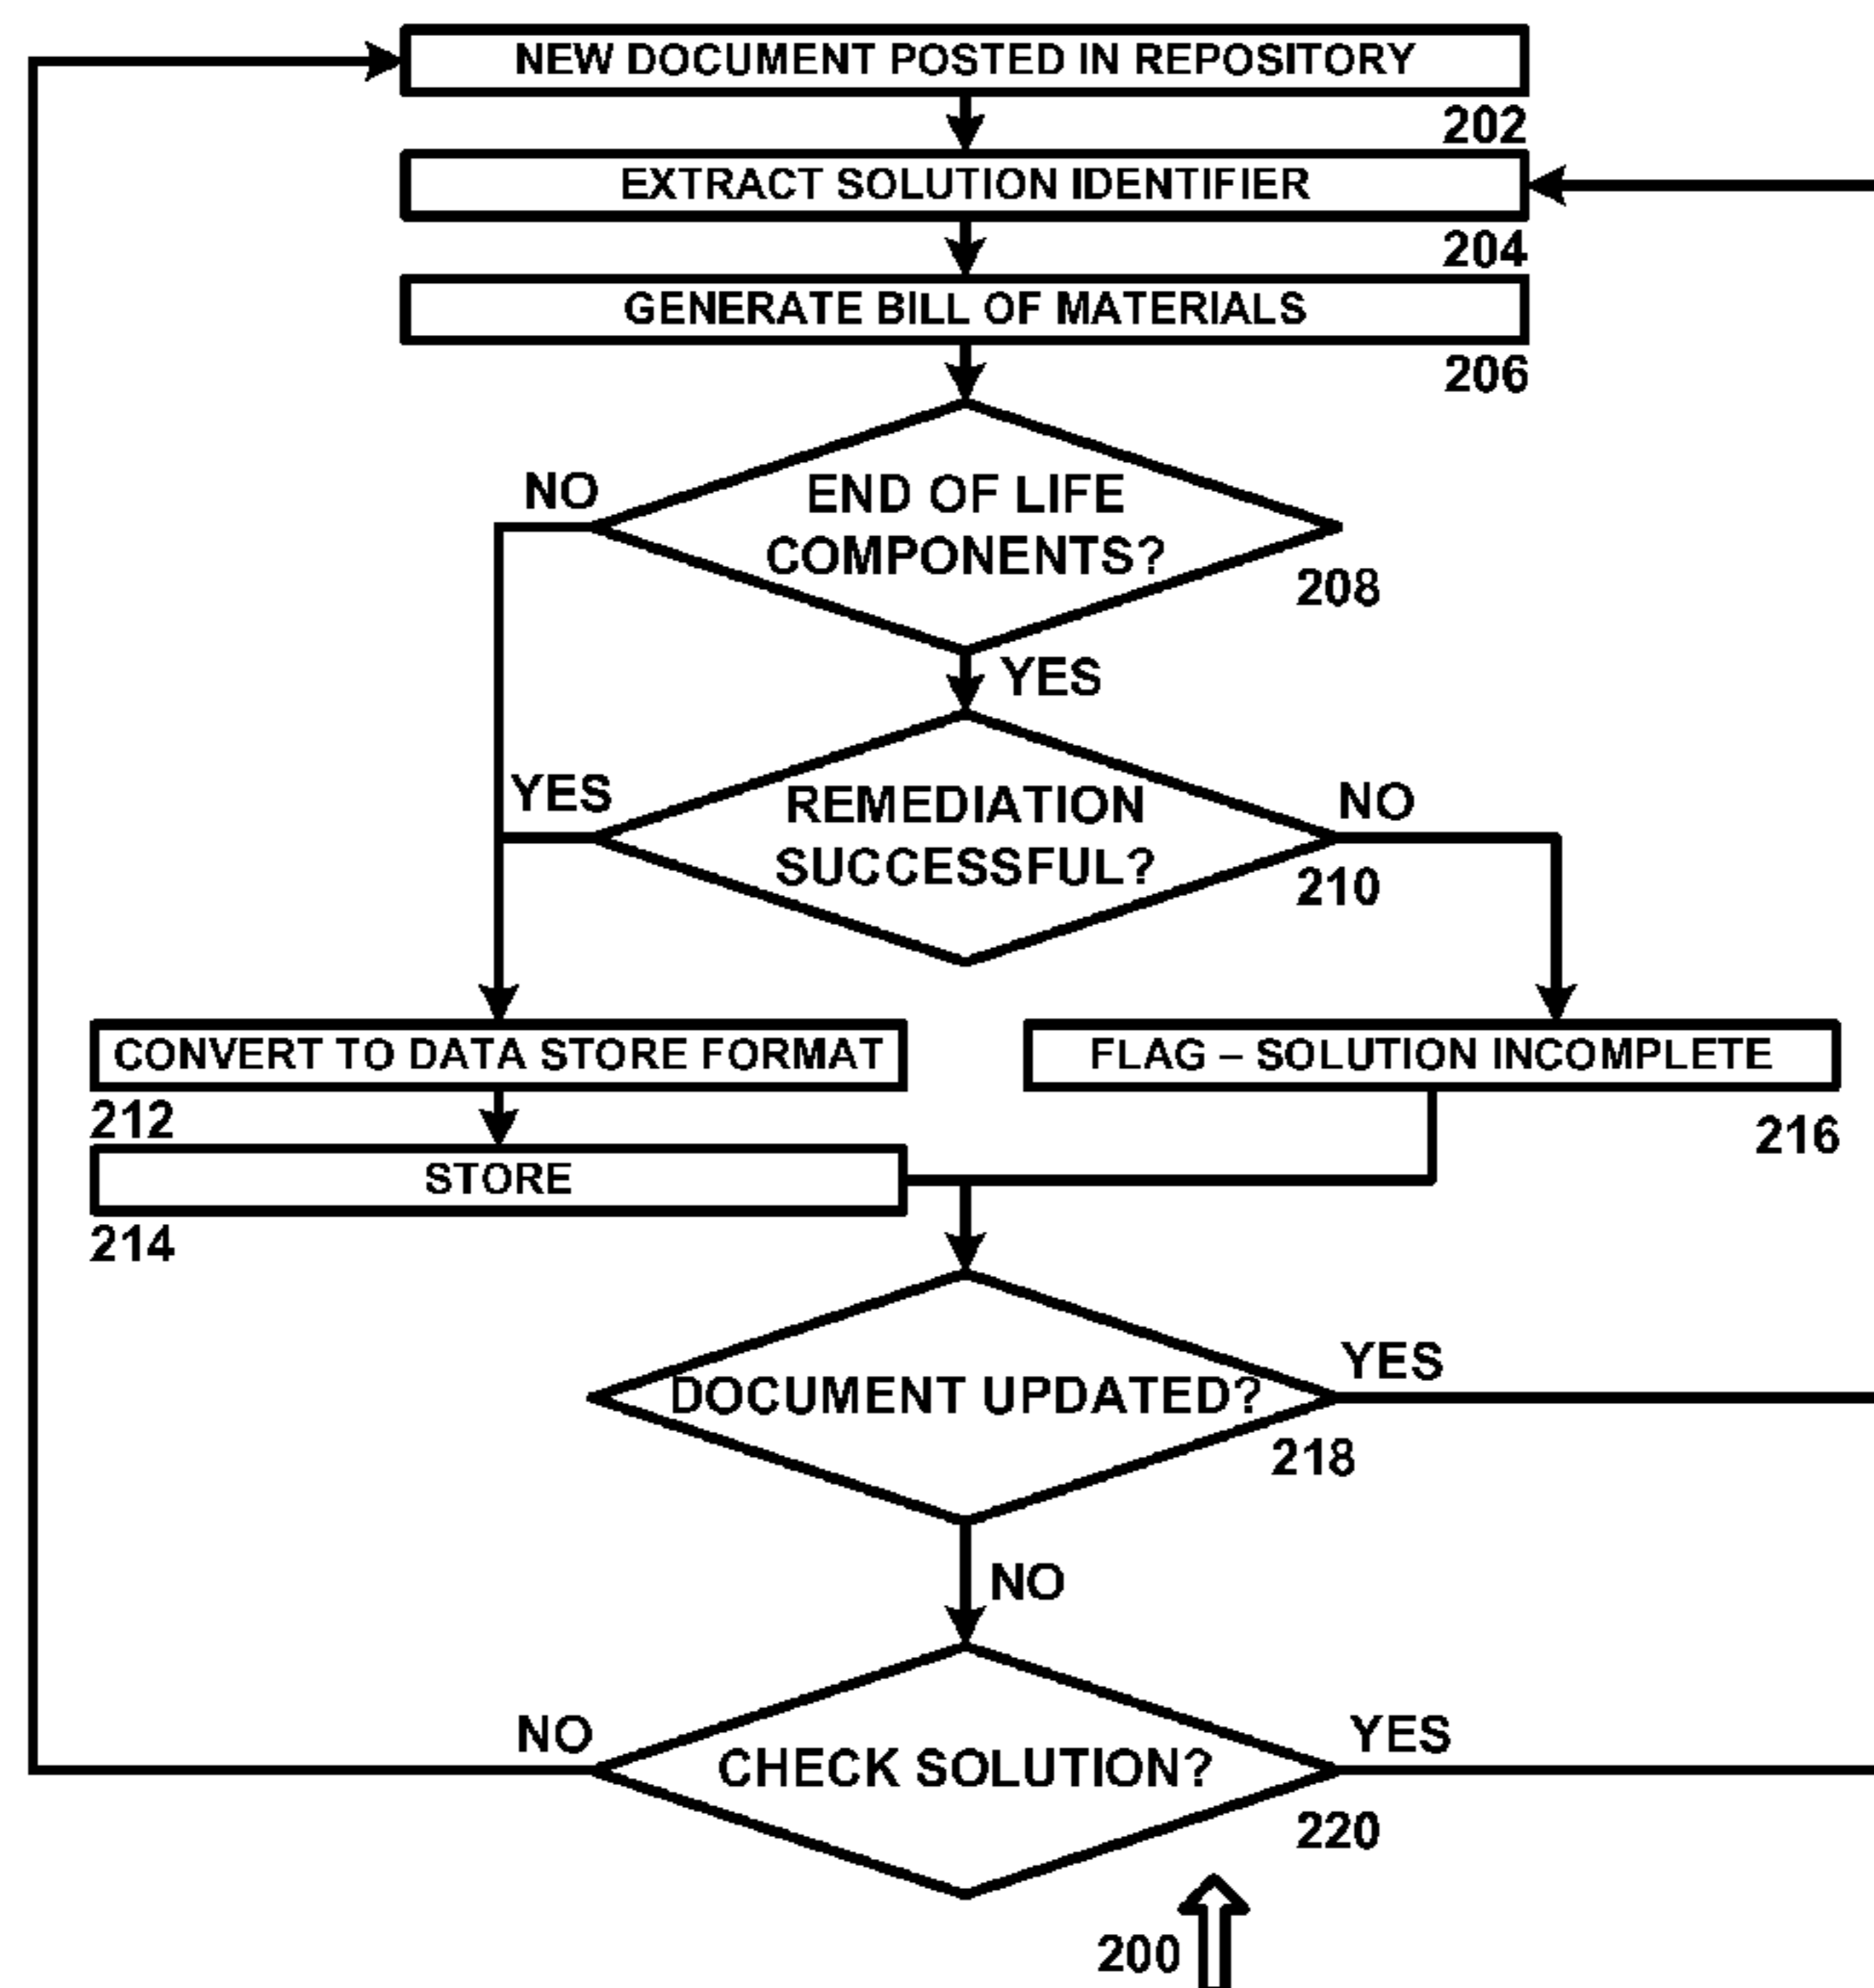 NEW DOCUMENT POSTED IN REPOSITORY
202
EXTRACT SOLUTION IDENTIFIER
204
GENERATE BILL OF MATERIALS
206
NO
END OF LIFE
COMPONENTS?
208
YES
YES
REMEDIATION
SUCCESSFUL?
NO
210
CONVERT TO DATA STORE FORMAT
212
FLAG – SOLUTION INCOMPLETE
216
STORE
214
DOCUMENT UPDATED?
YES
218
NO
NO
CHECK SOLUTION?
YES
220
200